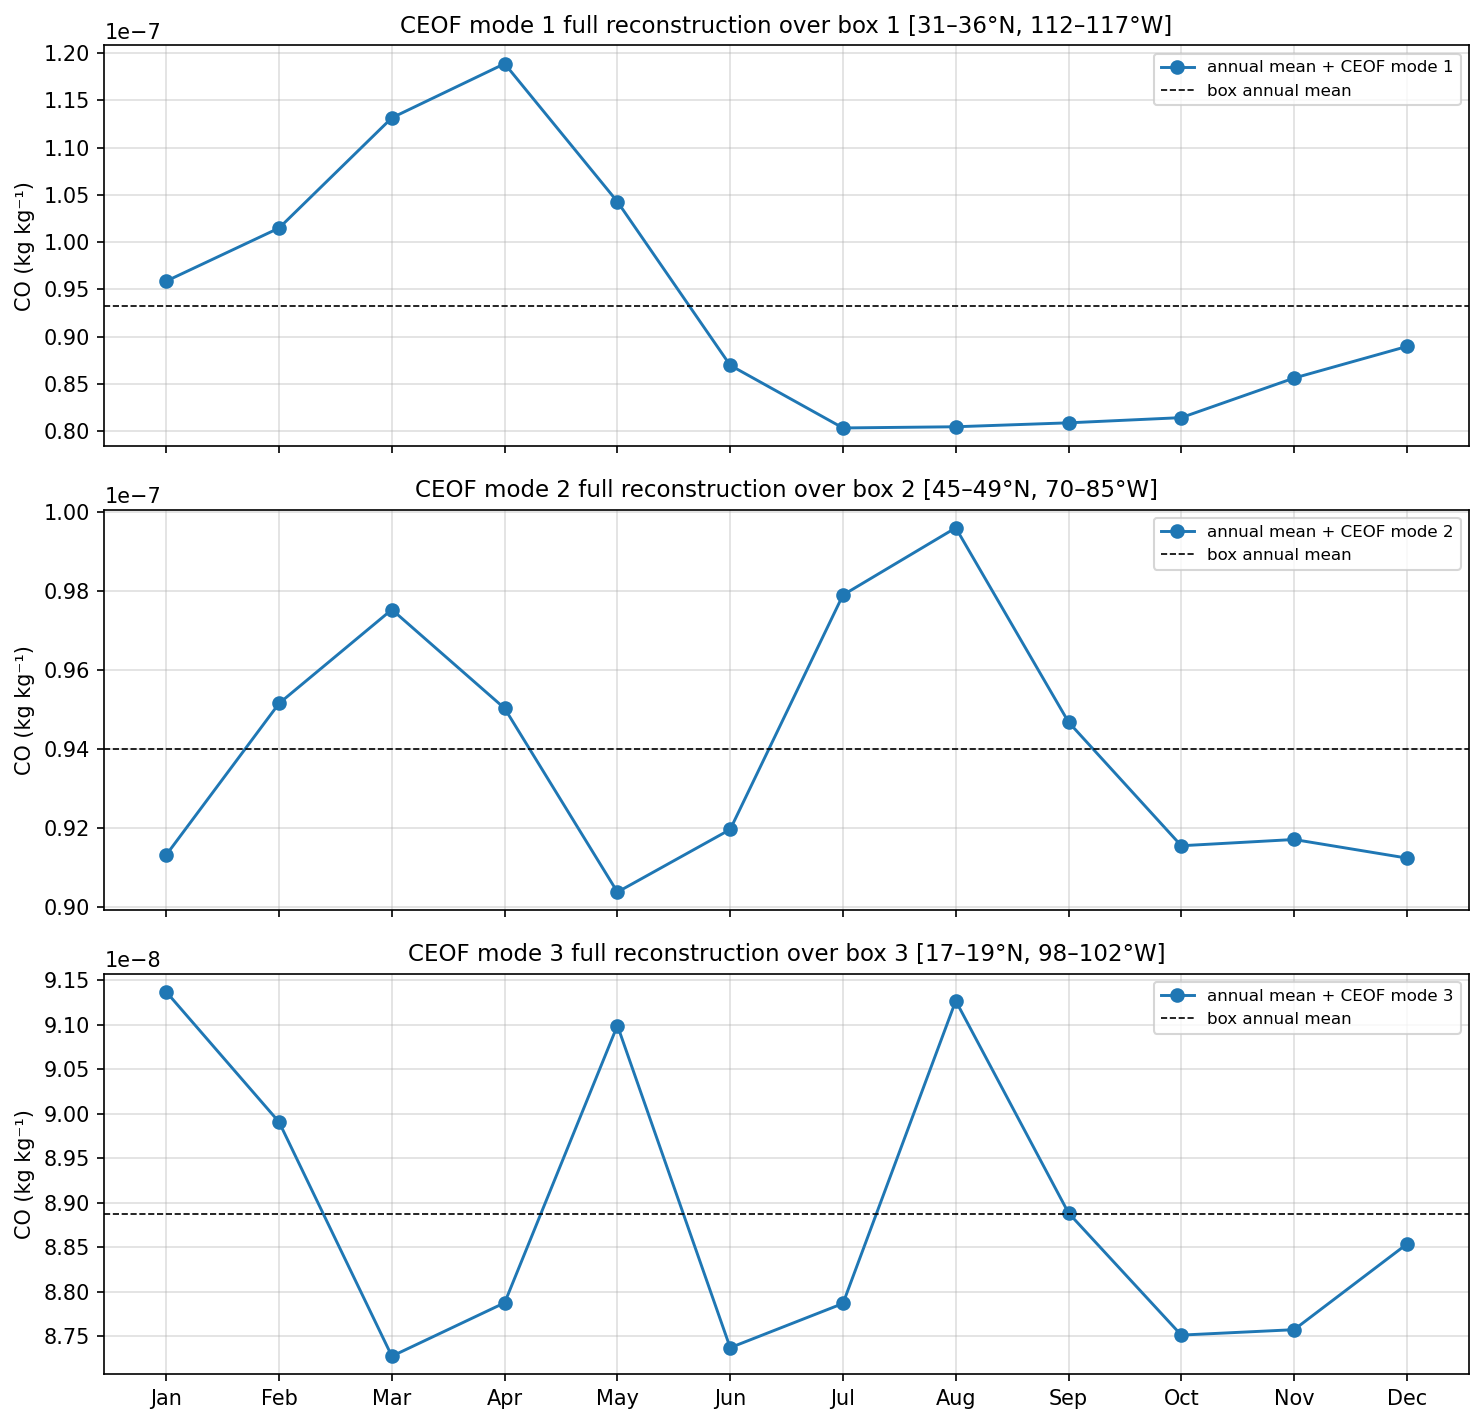 CEOF mode 1 full reconstruction over box 1 [31–36°N, 112–117°W]
1e−7
CO (kg kg⁻¹)
1.20
1.15
1.10
1.05
1.00
0.95
0.90
0.85
0.80
annual mean + CEOF mode 1
box annual mean
CEOF mode 2 full reconstruction over box 2 [45–49°N, 70–85°W]
1e−7
CO (kg kg⁻¹)
1.00
0.98
0.96
0.94
0.92
0.90
annual mean + CEOF mode 2
box annual mean
CEOF mode 3 full reconstruction over box 3 [17–19°N, 98–102°W]
1e−8
CO (kg kg⁻¹)
9.15
9.10
9.05
9.00
8.95
8.90
8.85
8.80
8.75
annual mean + CEOF mode 3
box annual mean
Jan Feb Mar Apr May Jun Jul Aug Sep Oct Nov Dec